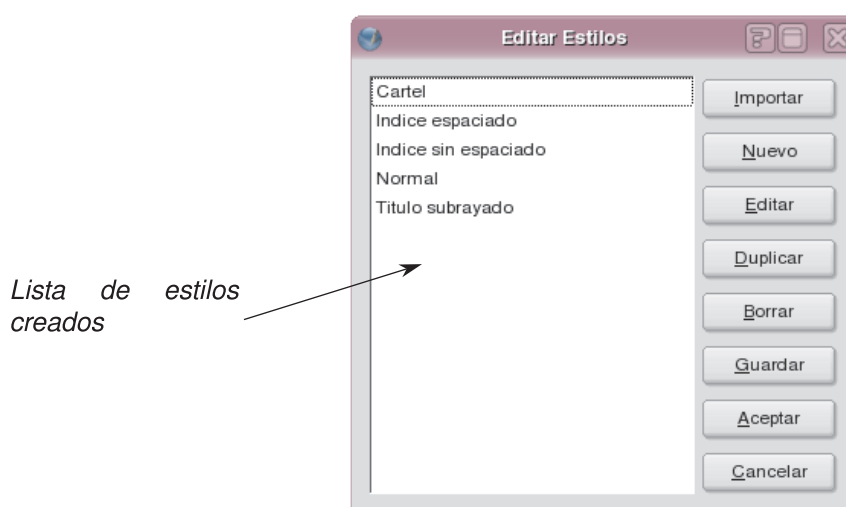 Editar Estilos
Cartel
Indice espaciado
Indice sin espaciado
Normal
Titulo subrayado
Importar
Nuevo
Editar
Duplicar
Borrar
Guardar
Aceptar
Cancelar
Lista de estilos
creados